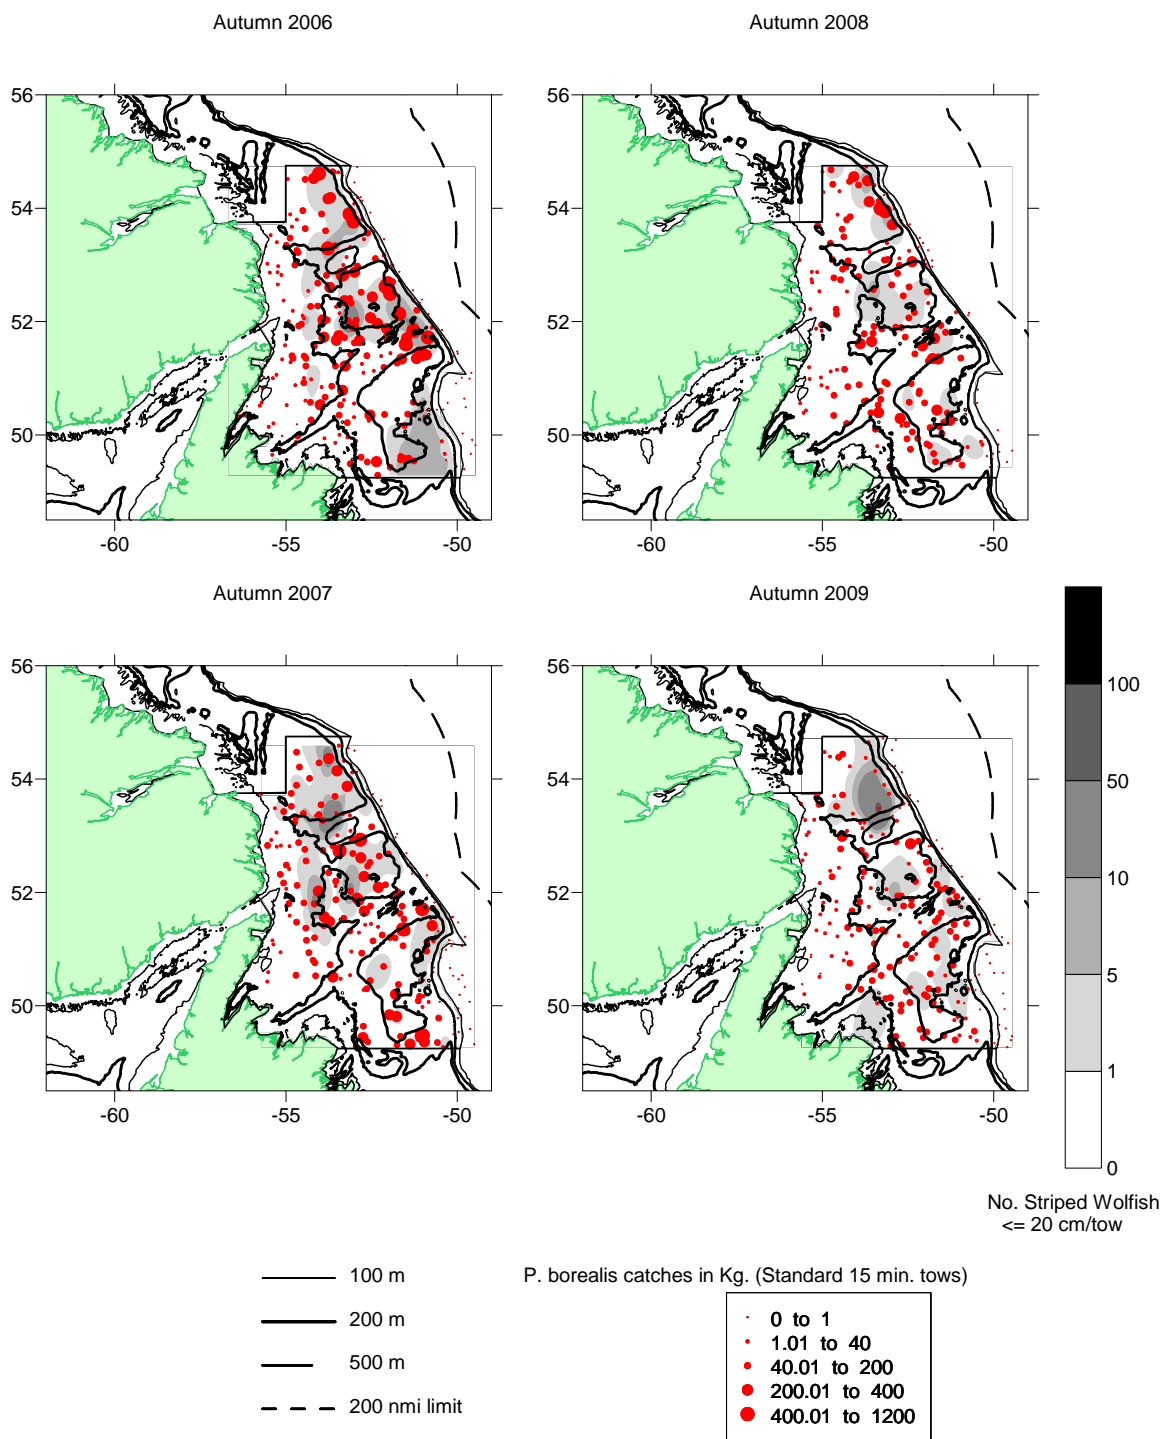 Autumn 2006
Autumn 2008
56
54
52
50
-60
-55
-50
56
54
52
50
-60
-55
-50
Autumn 2007
Autumn 2009
56
54
52
50
-60
-55
-50
56
54
52
50
-60
-55
-50
100
50
10
5
1
0
No. Striped Wolfish
<= 20 cm/tow
100 m
200 m
500 m
200 nmi limit
P. borealis catches in Kg. (Standard 15 min. tows)
0 to 1
1.01 to 40
40.01 to 200
200.01 to 400
400.01 to 1200